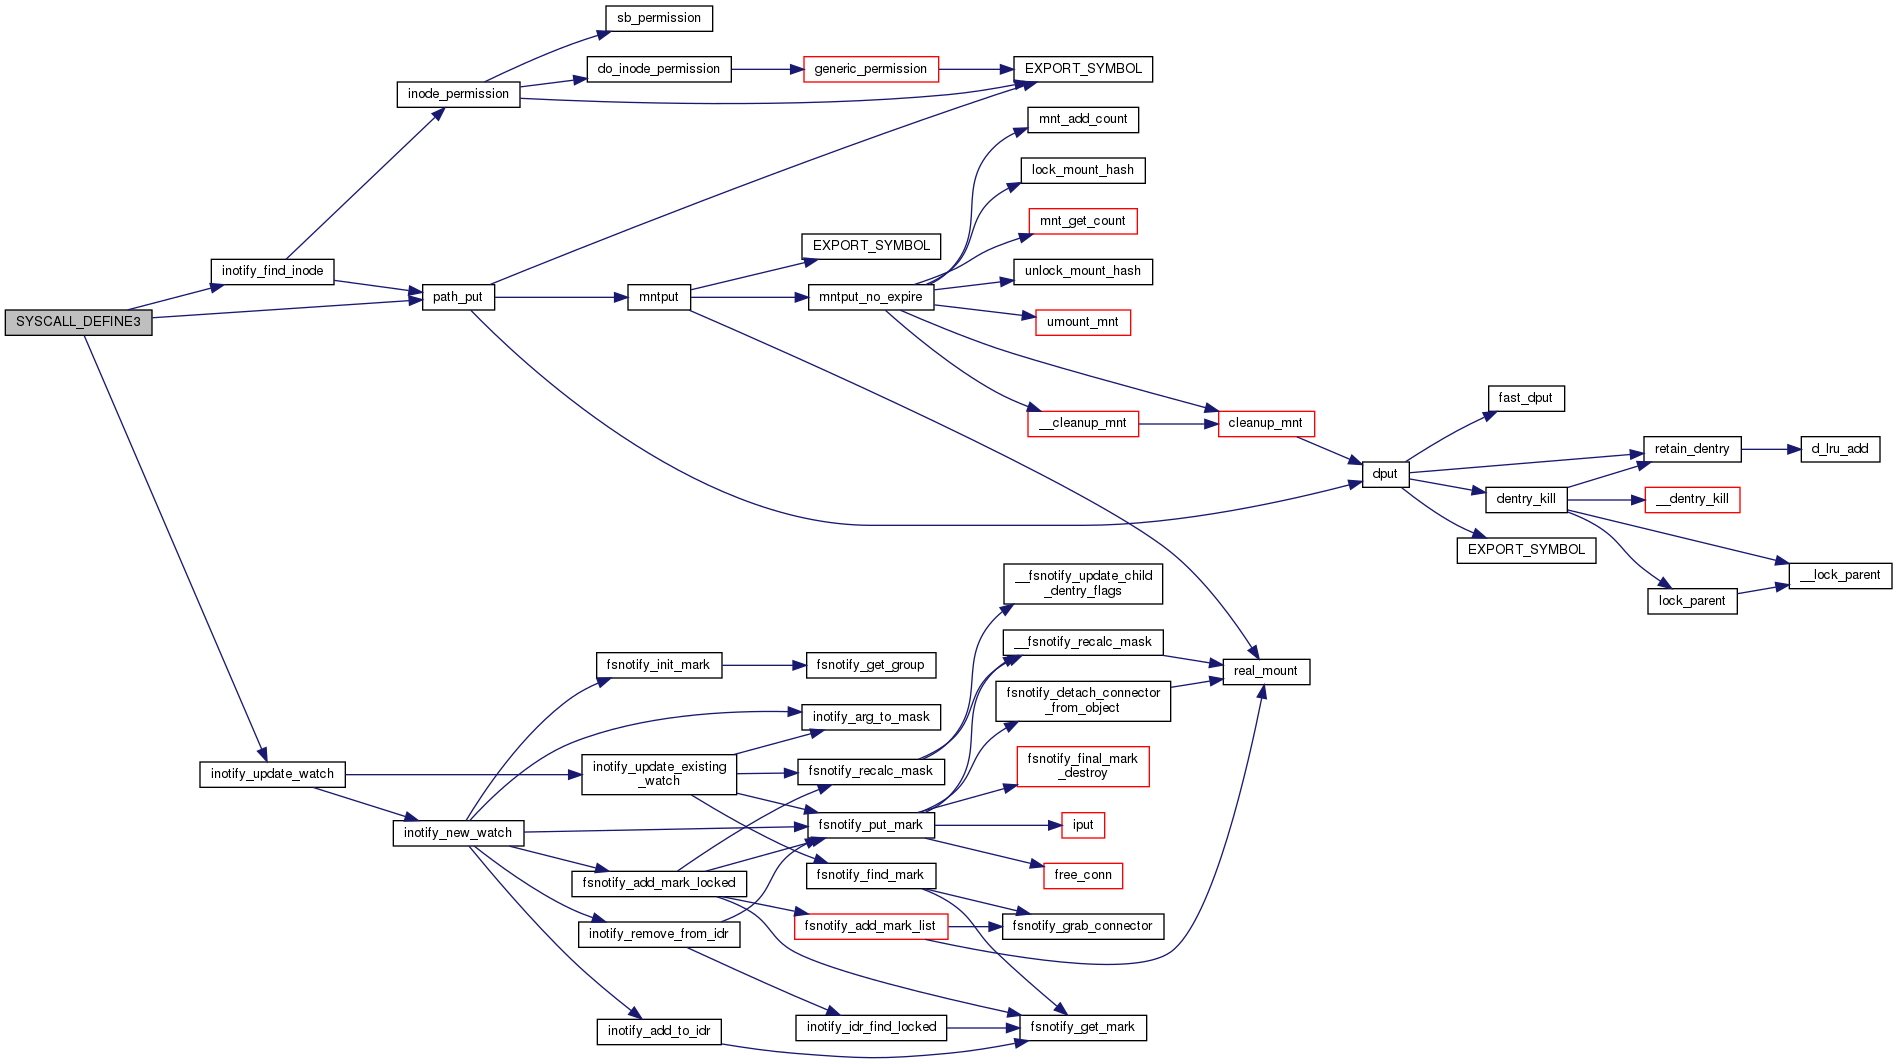 sb_permission
do_inode_permission
generic_permission
EXPORT_SYMBOL
inode_permission
mnt_add_count
lock_mount_hash
mnt_get_count
EXPORT_SYMBOL
inotify_find_inode
unlock_mount_hash
path_put
mntput
mntput_no_expire
SYSCALL_DEFINE3
umount_mnt
fast_dput
__cleanup_mnt
cleanup_mnt
retain_dentry
d_lru_add
dput
dentry_kill
__dentry_kill
EXPORT_SYMBOL
__lock_parent
__fsnotify_update_child
_dentry_flags
lock_parent
__fsnotify_recalc_mask
fsnotify_init_mark
fsnotify_get_group
real_mount
fsnotify_detach_connector
_from_object
inotify_arg_to_mask
inotify_update_watch
inotify_update_existing
_watch
fsnotify_recalc_mask
fsnotify_final_mark
_destroy
inotify_new_watch
fsnotify_put_mark
iput
fsnotify_find_mark
free_conn
fsnotify_add_mark_locked
fsnotify_add_mark_list
fsnotify_grab_connector
inotify_remove_from_idr
inotify_add_to_idr
inotify_idr_find_locked
fsnotify_get_mark